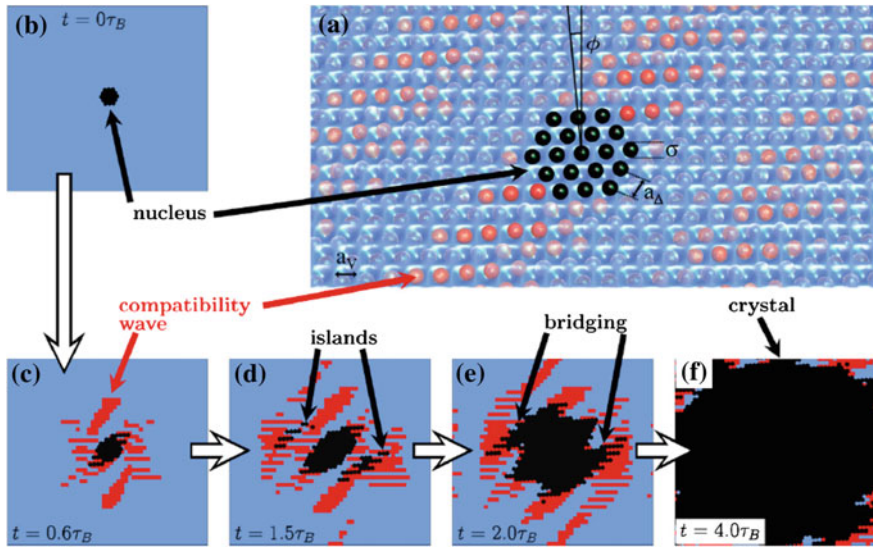 (b)
t = 0τ_B
(a)
ϕ
σ
a_Δ
a_V
nucleus
compatibility
wave
islands
bridging
crystal
(c)
t = 0.6τ_B
(d)
t = 1.5τ_B
(e)
t = 2.0τ_B
(f)
t = 4.0τ_B